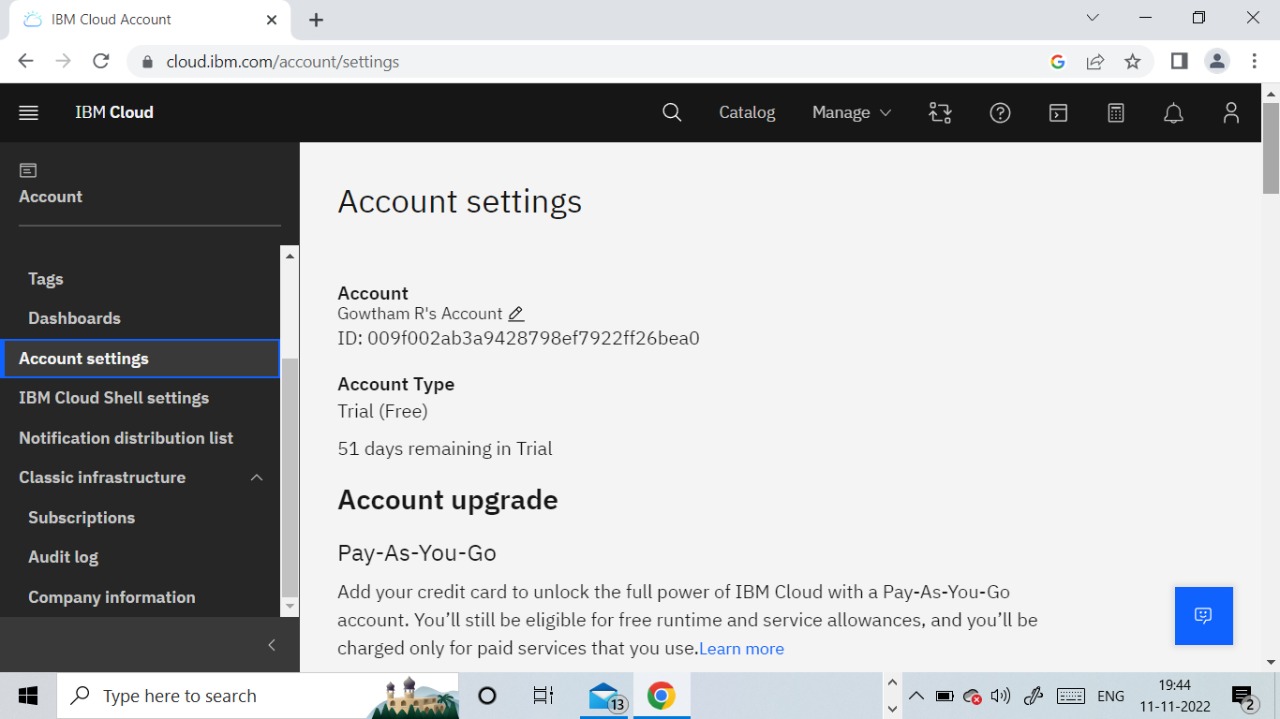 IBM Cloud Account
cloud.ibm.com/account/settings
IBM Cloud
Catalog
Manage
Account
Tags
Dashboards
Account settings
IBM Cloud Shell settings
Notification distribution list
Classic infrastructure
Subscriptions
Audit log
Company information
Account settings
Account
Gowtham R's Account
ID: 009f002ab3a9428798ef7922ff26bea0
Account Type
Trial (Free)
51 days remaining in Trial
Account upgrade
Pay-As-You-Go
Add your credit card to unlock the full power of IBM Cloud with a Pay-As-You-Go
account. You’ll still be eligible for free runtime and service allowances, and you’ll be
charged only for paid services that you use.Learn more
Type here to search
13
ENG
19:44
11-11-2022
2